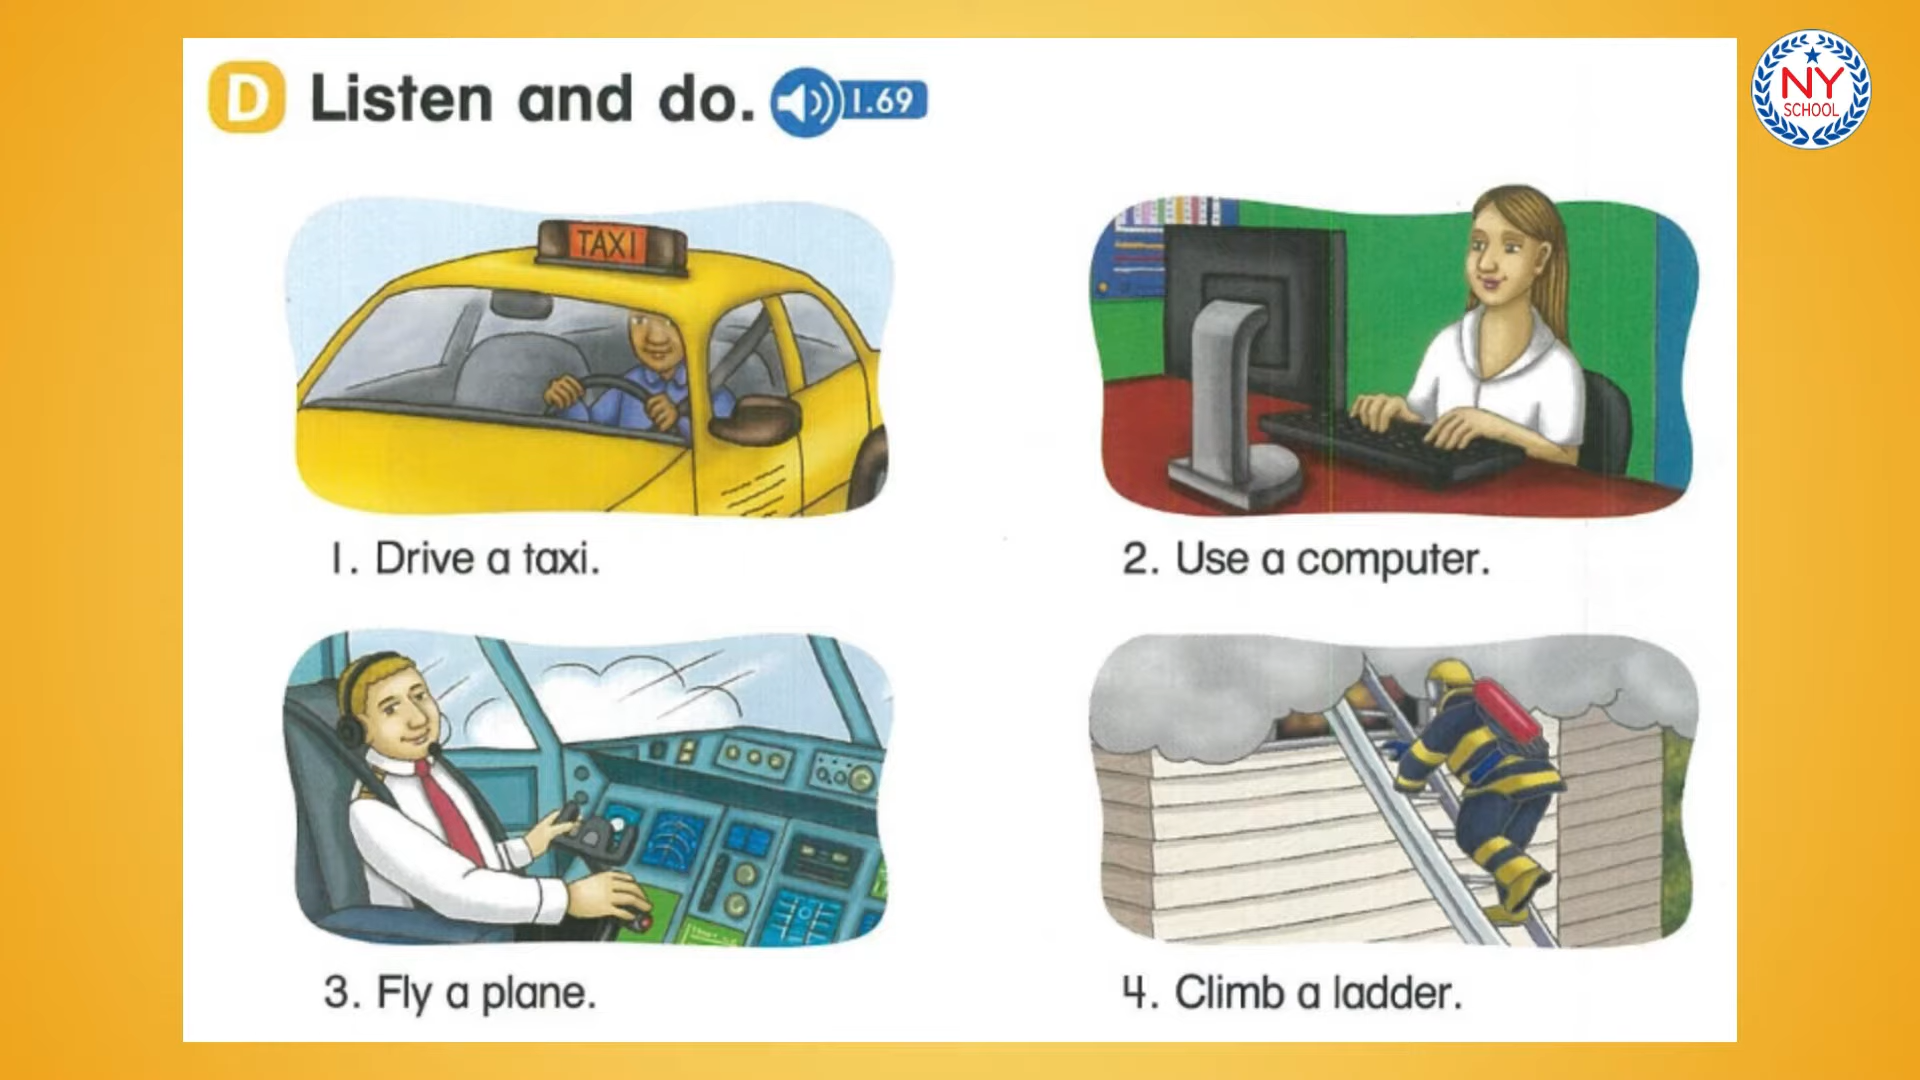 D Listen and do. 1.69
NY
SCHOOL
TAXI
1. Drive a taxi.
2. Use a computer.
3. Fly a plane.
4. Climb a ladder.